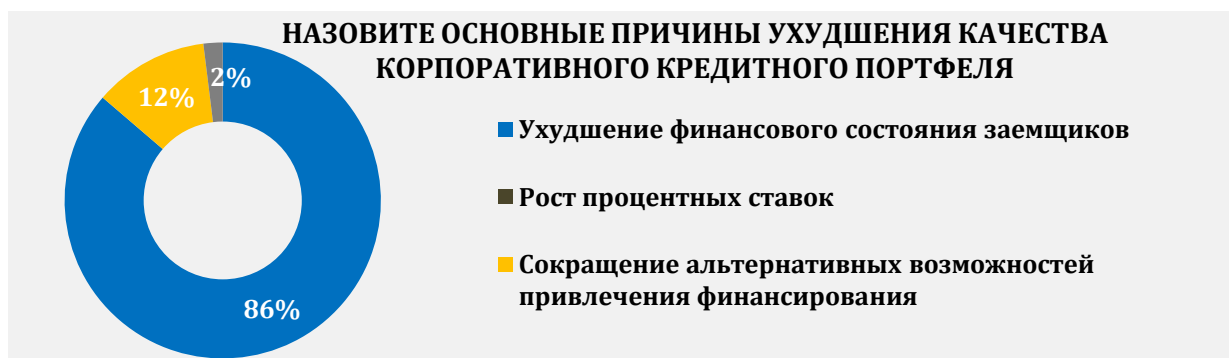 НАЗОВИТЕ ОСНОВНЫЕ ПРИЧИНЫ УХУДШЕНИЯ КАЧЕСТВА
КОРПОРАТИВНОГО КРЕДИТНОГО ПОРТФЕЛЯ
2%
12%
86%
Ухудшение финансового состояния заемщиков
Рост процентных ставок
Сокращение альтернативных возможностей
привлечения финансирования